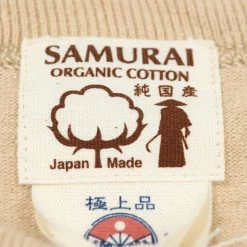 SAMURAI
ORGANIC COTTON
純国産
Japan Made
極上品